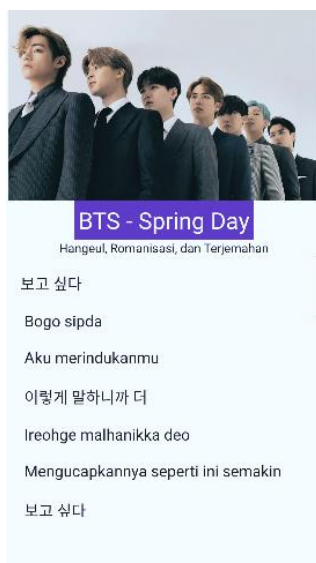 BTS - Spring Day
Hangeul, Romanisasi, dan Terjemahan
보고 싶다
Bogo sipda
Aku merindukanmu
이렇게 말하니까 더
Ireohge malhanikka deo
Mengucapkannya seperti ini semakin
보고 싶다